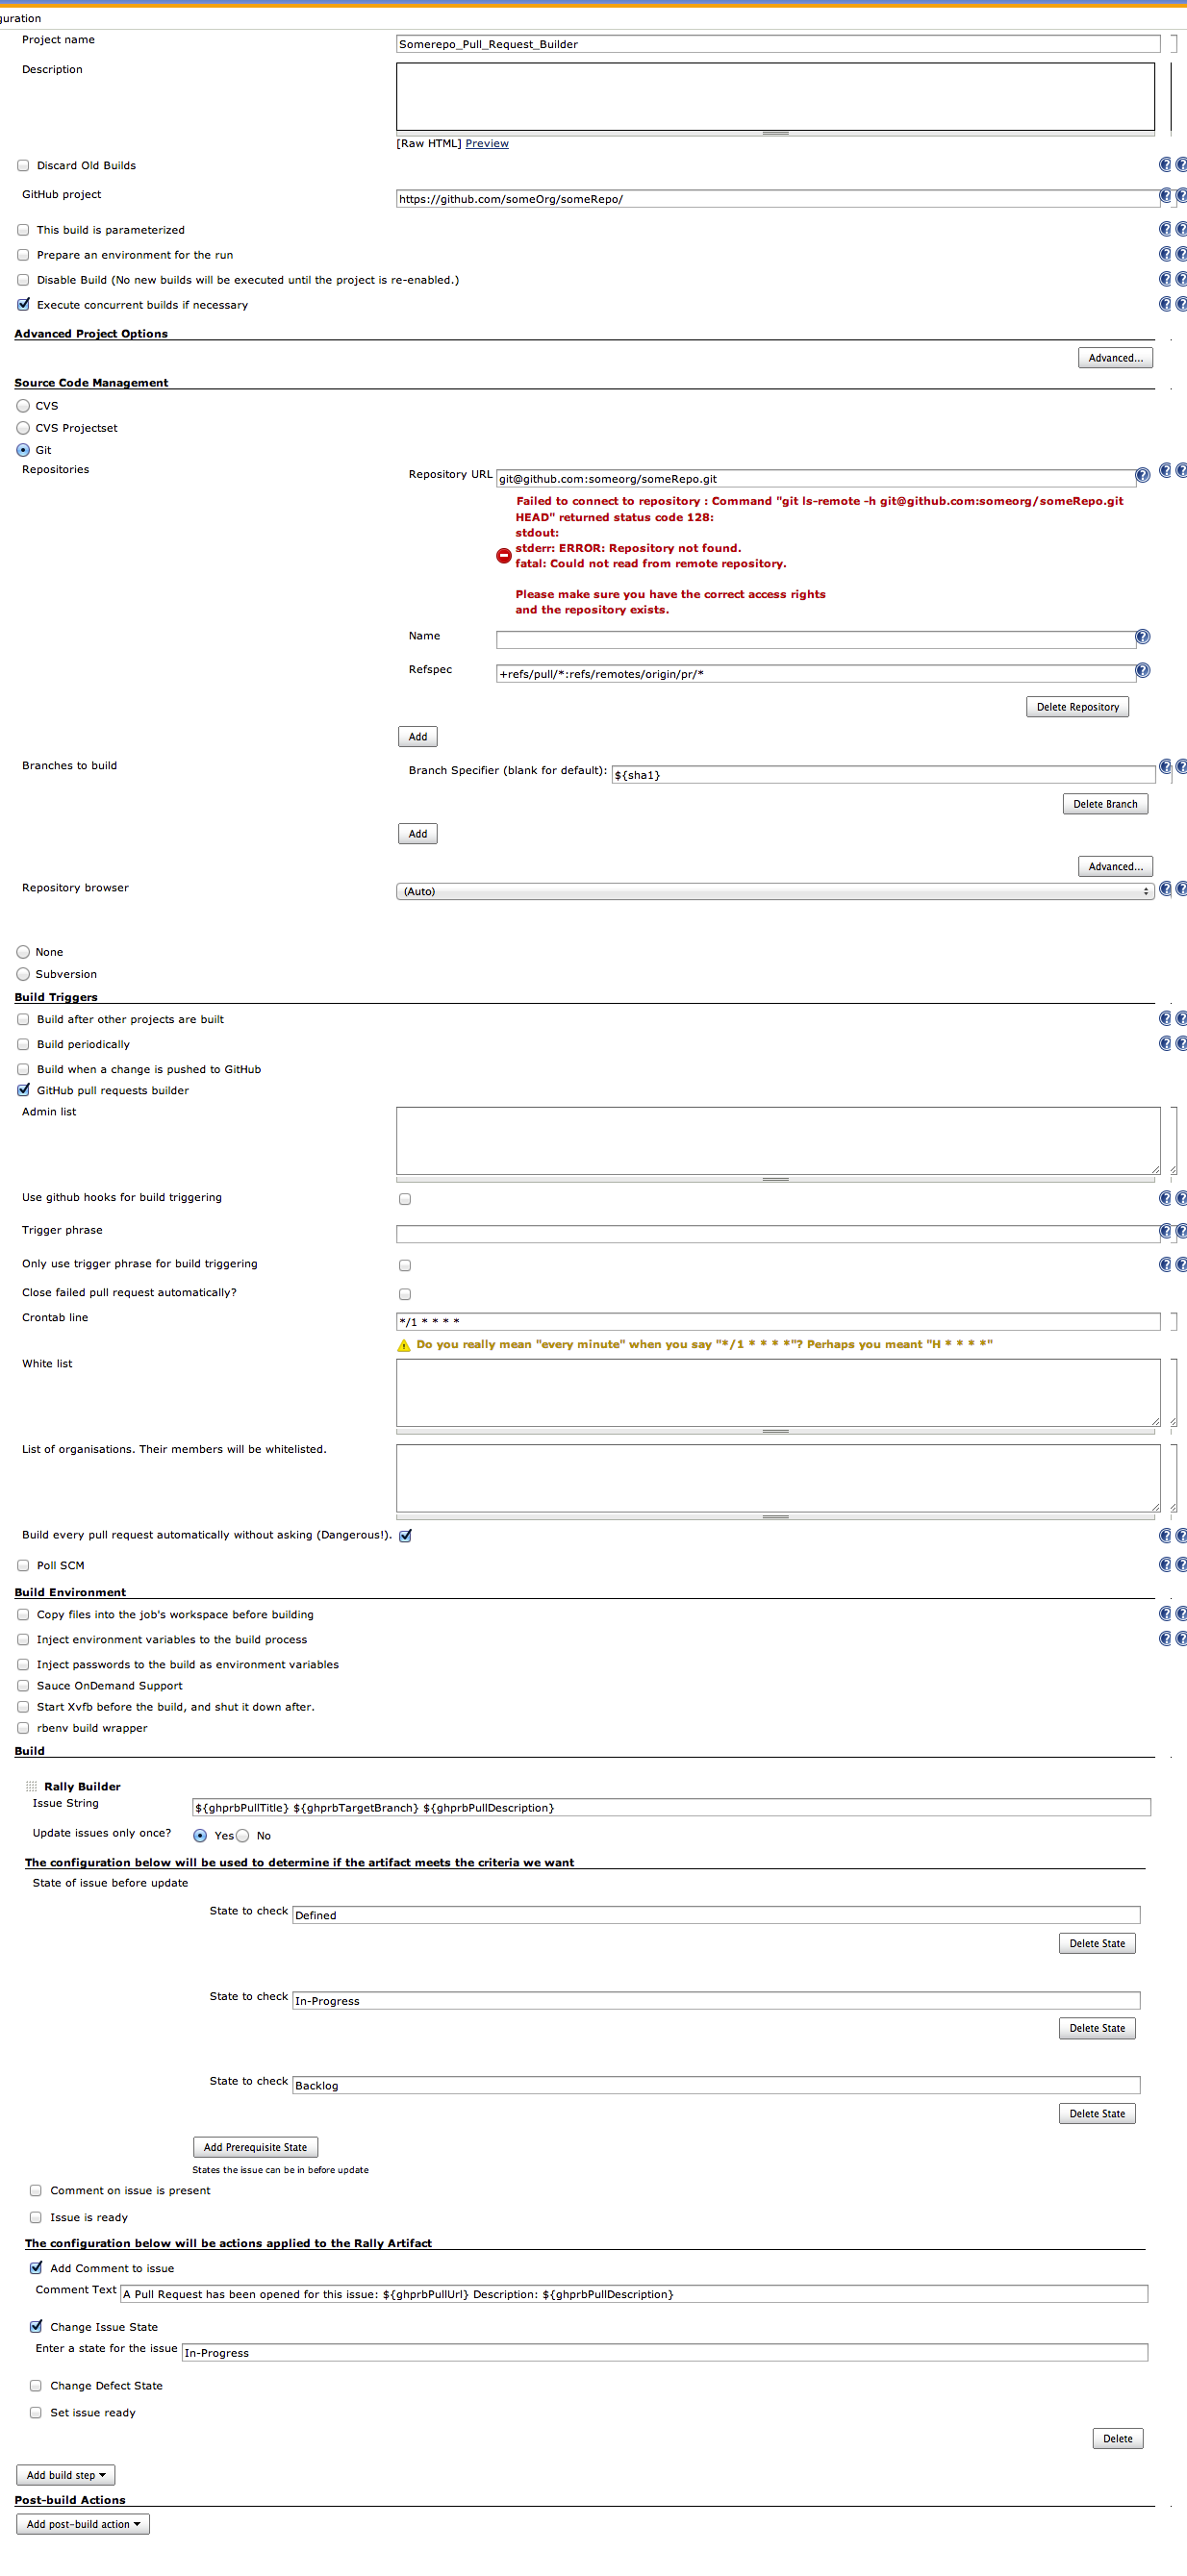 guration
Project name
Somerepo_Pull_Request_Builder
Description
[Raw HTML] Preview
Discard Old Builds
GitHub project
https://github.com/someOrg/someRepo/
This build is parameterized
Prepare an environment for the run
Disable Build (No new builds will be executed until the project is re-enabled.)
Execute concurrent builds if necessary
Advanced Project Options
Advanced...
Source Code Management
CVS
CVS Projectset
Git
Repositories
Repository URL git@github.com:someorg/someRepo.git
Failed to connect to repository : Command "git ls-remote -h git@github.com:someorg/someRepo.git
HEAD" returned status code 128:
stdout:
stderr: ERROR: Repository not found.
fatal: Could not read from remote repository.
Please make sure you have the correct access rights
and the repository exists.
Name
Refspec +refs/pull/*:refs/remotes/origin/pr/*
Delete Repository
Add
Branches to build
Branch Specifier (blank for default): ${sha1}
Delete Branch
Add
Advanced...
Repository browser
(Auto)
None
Subversion
Build Triggers
Build after other projects are built
Build periodically
Build when a change is pushed to GitHub
GitHub pull requests builder
Admin list
Use github hooks for build triggering
Trigger phrase
Only use trigger phrase for build triggering
Close failed pull request automatically?
Crontab line
*/1 * * * *
Do you really mean "every minute" when you say "*/1 * * * *"? Perhaps you meant "H * * * *"
White list
List of organisations. Their members will be whitelisted.
Build every pull request automatically without asking (Dangerous!).
Poll SCM
Build Environment
Copy files into the job's workspace before building
Inject environment variables to the build process
Inject passwords to the build as environment variables
Sauce OnDemand Support
Start Xvfb before the build, and shut it down after.
rbenv build wrapper
Build
Rally Builder
Issue String
${ghprbPullTitle} ${ghprbTargetBranch} ${ghprbPullDescription}
Update issues only once?
Yes No
The configuration below will be used to determine if the artifact meets the criteria we want
State of issue before update
State to check Defined
Delete State
State to check In-Progress
Delete State
State to check Backlog
Delete State
Add Prerequisite State
States the issue can be in before update
Comment on issue is present
Issue is ready
The configuration below will be actions applied to the Rally Artifact
Add Comment to issue
Comment Text A Pull Request has been opened for this issue: ${ghprbPullUrl} Description: ${ghprbPullDescription}
Change Issue State
Enter a state for the issue In-Progress
Change Defect State
Set issue ready
Delete
Add build step
Post-build Actions
Add post-build action